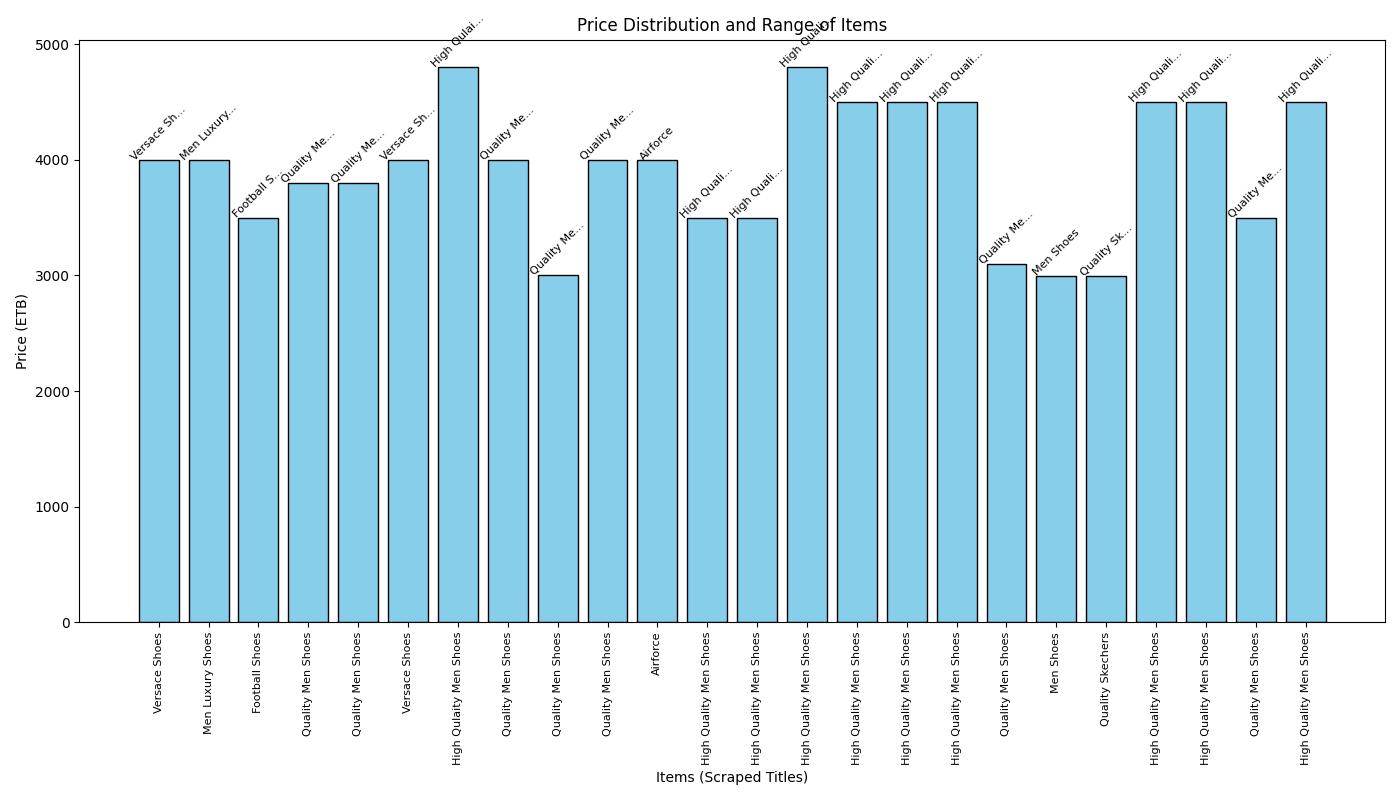 Price Distribution and Range of Items
Price (ETB)
5000
4000
3000
2000
1000
0
Versace Sh...
Men Luxury...
Football S...
Quality Me...
Quality Me...
Versace Sh...
High Qulai...
Quality Me...
Quality Me...
Quality Me...
Airforce
High Quali...
High Quali...
High Quali...
High Quali...
High Quali...
High Quali...
Quality Me...
Men Shoes
Quality Sk...
High Quali...
High Quali...
Quality Me...
High Quali...
Versace Shoes
Men Luxury Shoes
Football Shoes
Quality Men Shoes
Quality Men Shoes
Versace Shoes
High Qulaity Men Shoes
Quality Men Shoes
Quality Men Shoes
Quality Men Shoes
Airforce
High Quality Men Shoes
High Quality Men Shoes
High Quality Men Shoes
High Quality Men Shoes
High Quality Men Shoes
High Quality Men Shoes
Quality Men Shoes
Men Shoes
Quality Skechers
High Quality Men Shoes
High Quality Men Shoes
Quality Men Shoes
High Quality Men Shoes
Items (Scraped Titles)